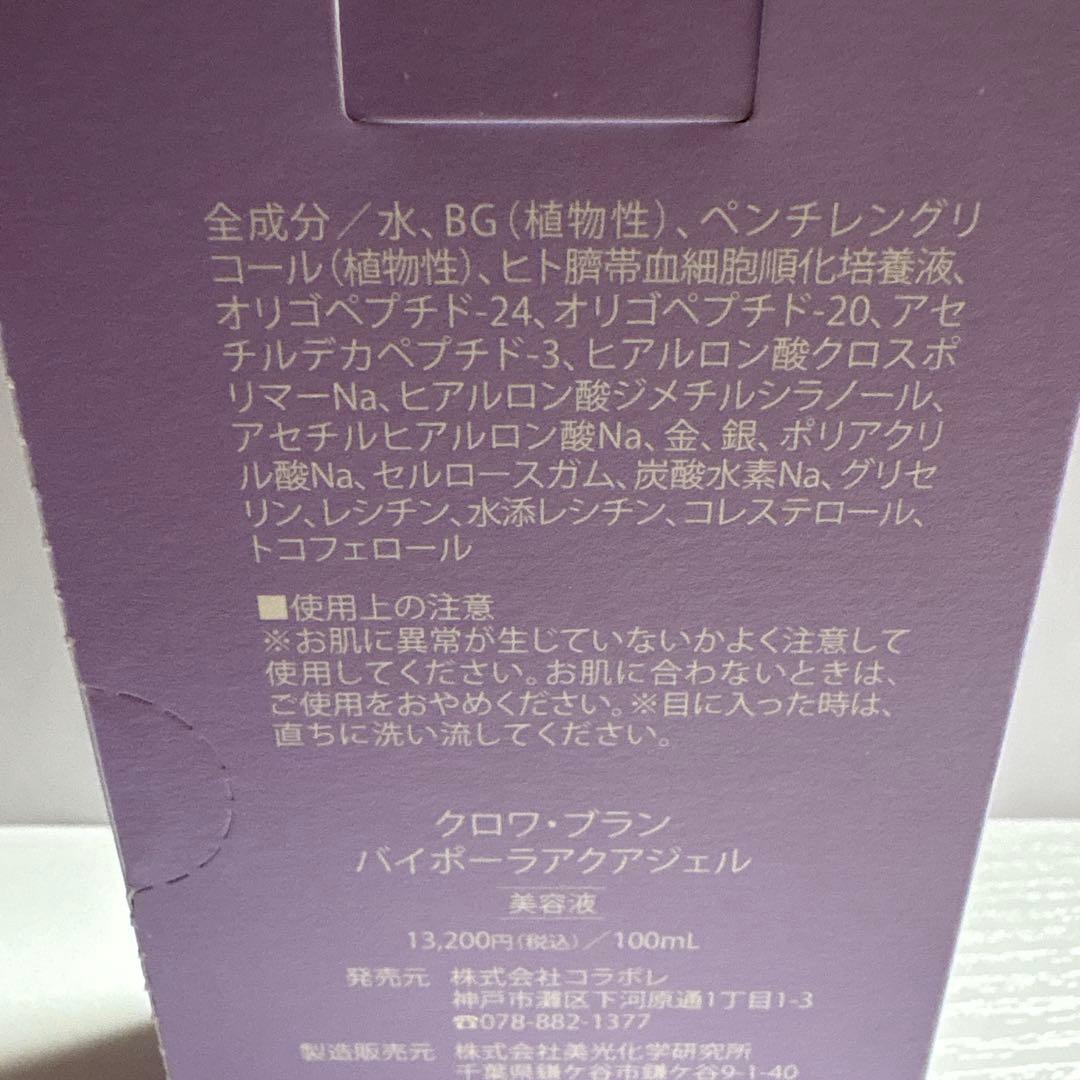 全成分／水、BG（植物性）、ペンチレングリ
コール（植物性）、ヒト臍帯血細胞順化培養液、
オリゴペプチド-24、オリゴペプチド-20、アセ
チルデカペプチド-3、ヒアルロン酸クロスポ
リマーNa、ヒアルロン酸ジメチルシラノール、
アセチルヒアルロン酸Na、金、銀、ポリアクリ
ル酸Na、セルロースガム、炭酸水素Na、グリセ
リン、レシチン、水添レシチン、コレステロール、
トコフェロール
■使用上の注意
※お肌に異常が生じていないかよく注意して
使用してください。お肌に合わないときは、
ご使用をおやめください。※目に入った時は、
直ちに洗い流してください。
クロワ・ブラン
バイポーラアクアジェル
美容液
13,200円（税込）／100mL
発売元 株式会社コラボレ
神戸市灘区下河原通1丁目1-3
☎078-882-1377
製造販売元 株式会社美光化学研究所
千葉県鎌ケ谷市鎌ケ谷9-1-40